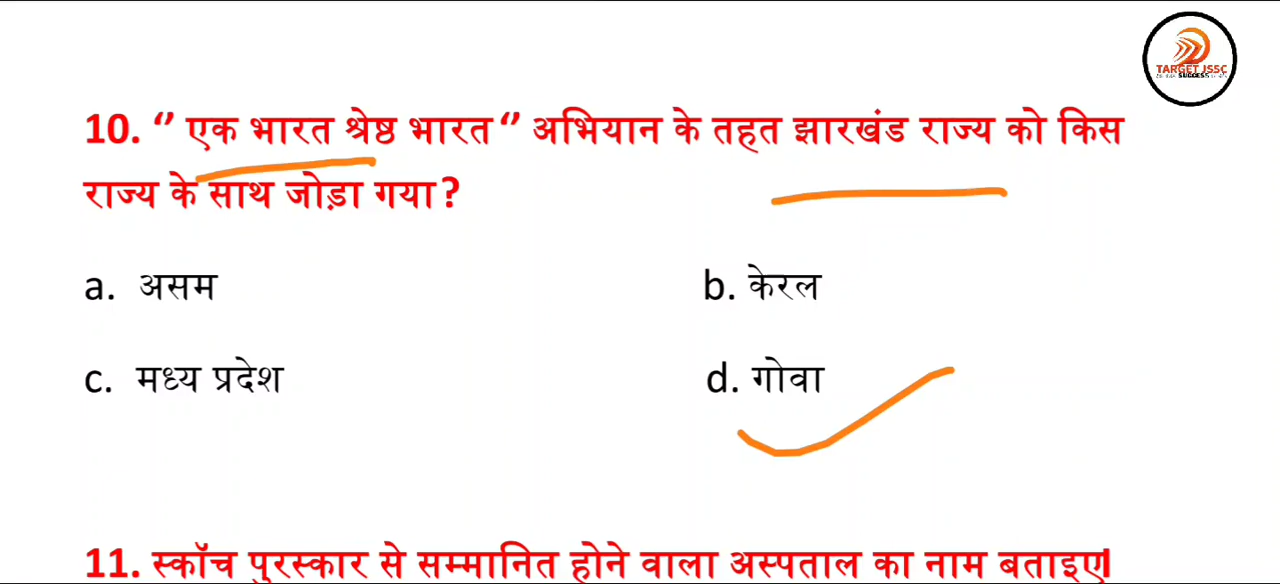 TARGET JSSC
SUCCESS
10. “ एक भारत श्रेष्ठ भारत” अभियान के तहत झारखंड राज्य को किस
राज्य के साथ जोड़ा गया?
a. असम b. केरल
c. मध्य प्रदेश d. गोवा
11. स्कॉच पुरस्कार से सम्मानित होने वाला अस्पताल का नाम बताइए|